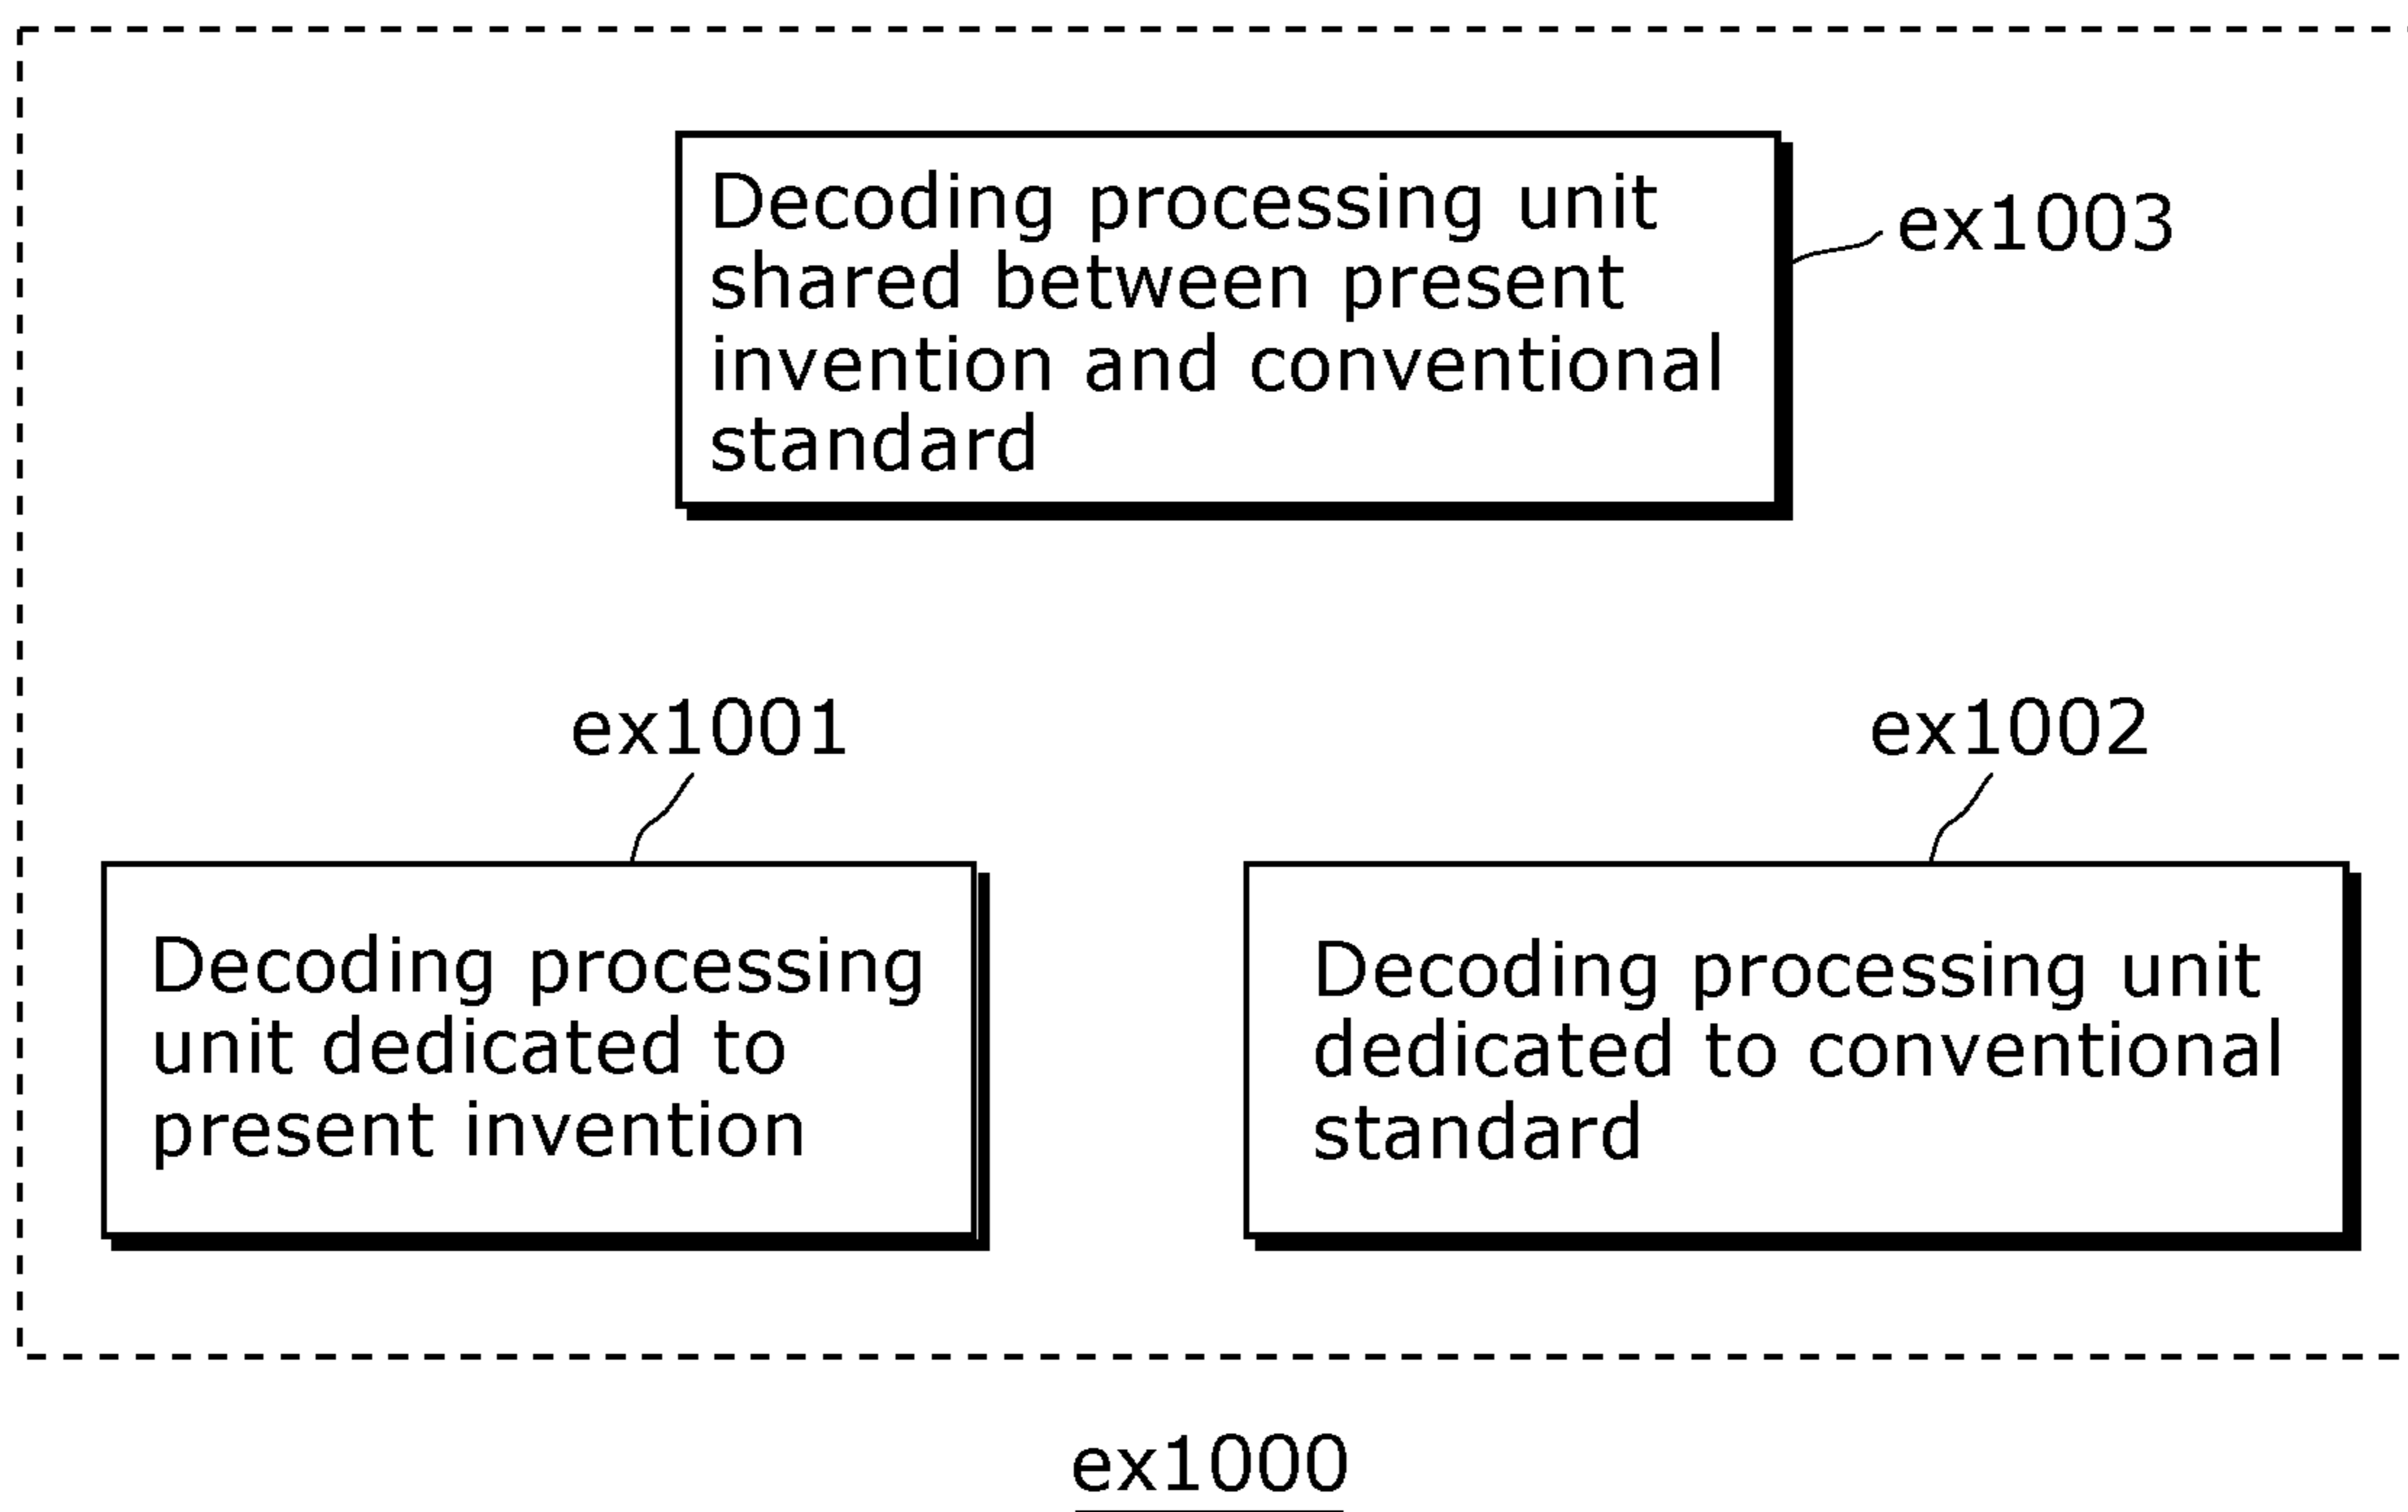 Decoding processing unit
shared between present
invention and conventional
standard
ex1003
ex1001
ex1002
Decoding processing
unit dedicated to
present invention
Decoding processing unit
dedicated to conventional
standard
ex1000